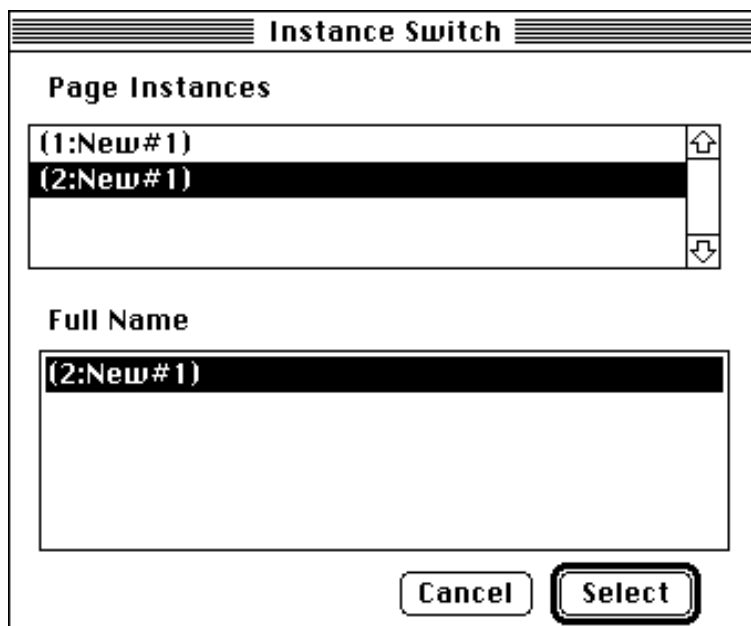 Instance Switch
Page Instances
(1:New#1)
(2:New#1)
Full Name
(2:New#1)
Cancel Select